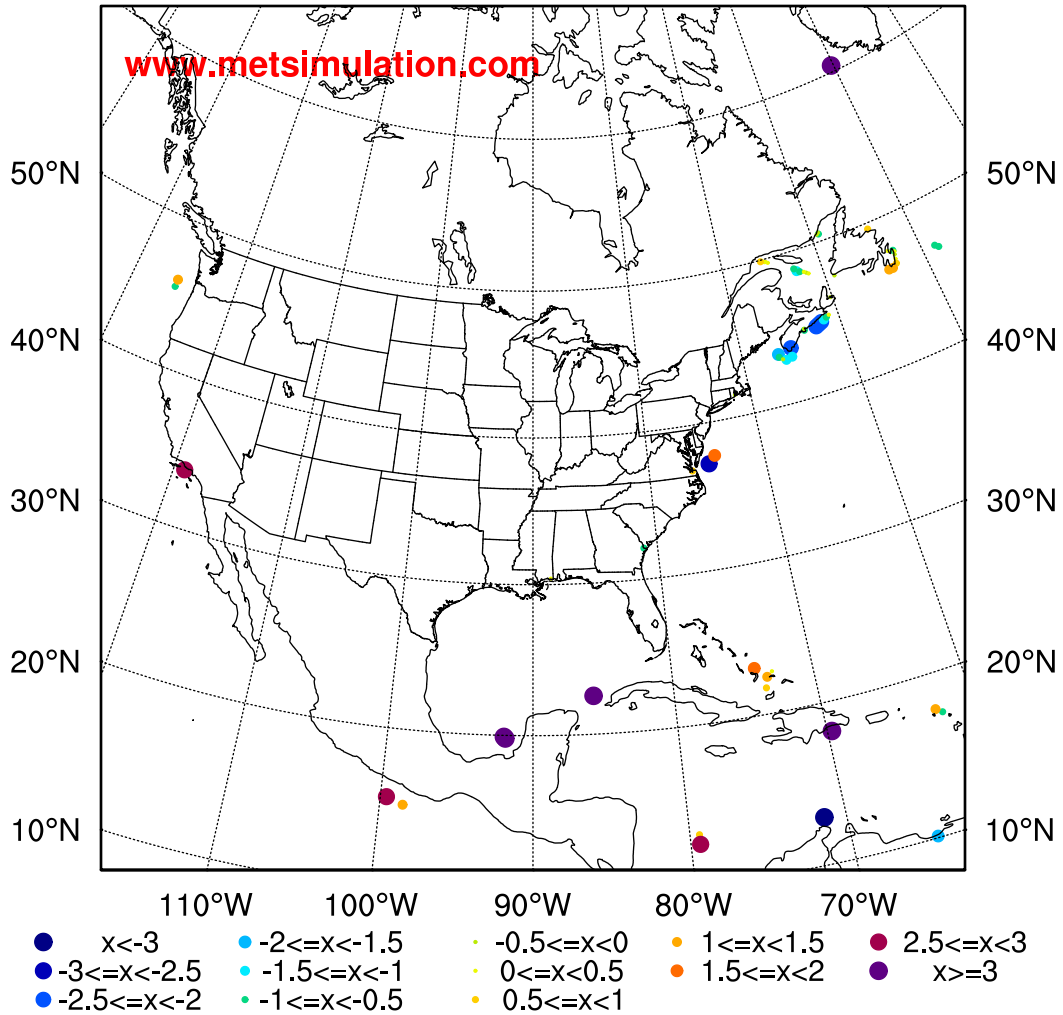 www.metsimulation.com
50°N 50°N
40°N 40°N
30°N 30°N
20°N 20°N
10°N 10°N
110°W 100°W 90°W 80°W 70°W
x<-3 -2<=x<-1.5 -0.5<=x<0 1<=x<1.5 2.5<=x<3
-3<=x<-2.5 -1.5<=x<-1 0<=x<0.5 1.5<=x<2 x>=3
-2.5<=x<-2 -1<=x<-0.5 0.5<=x<1